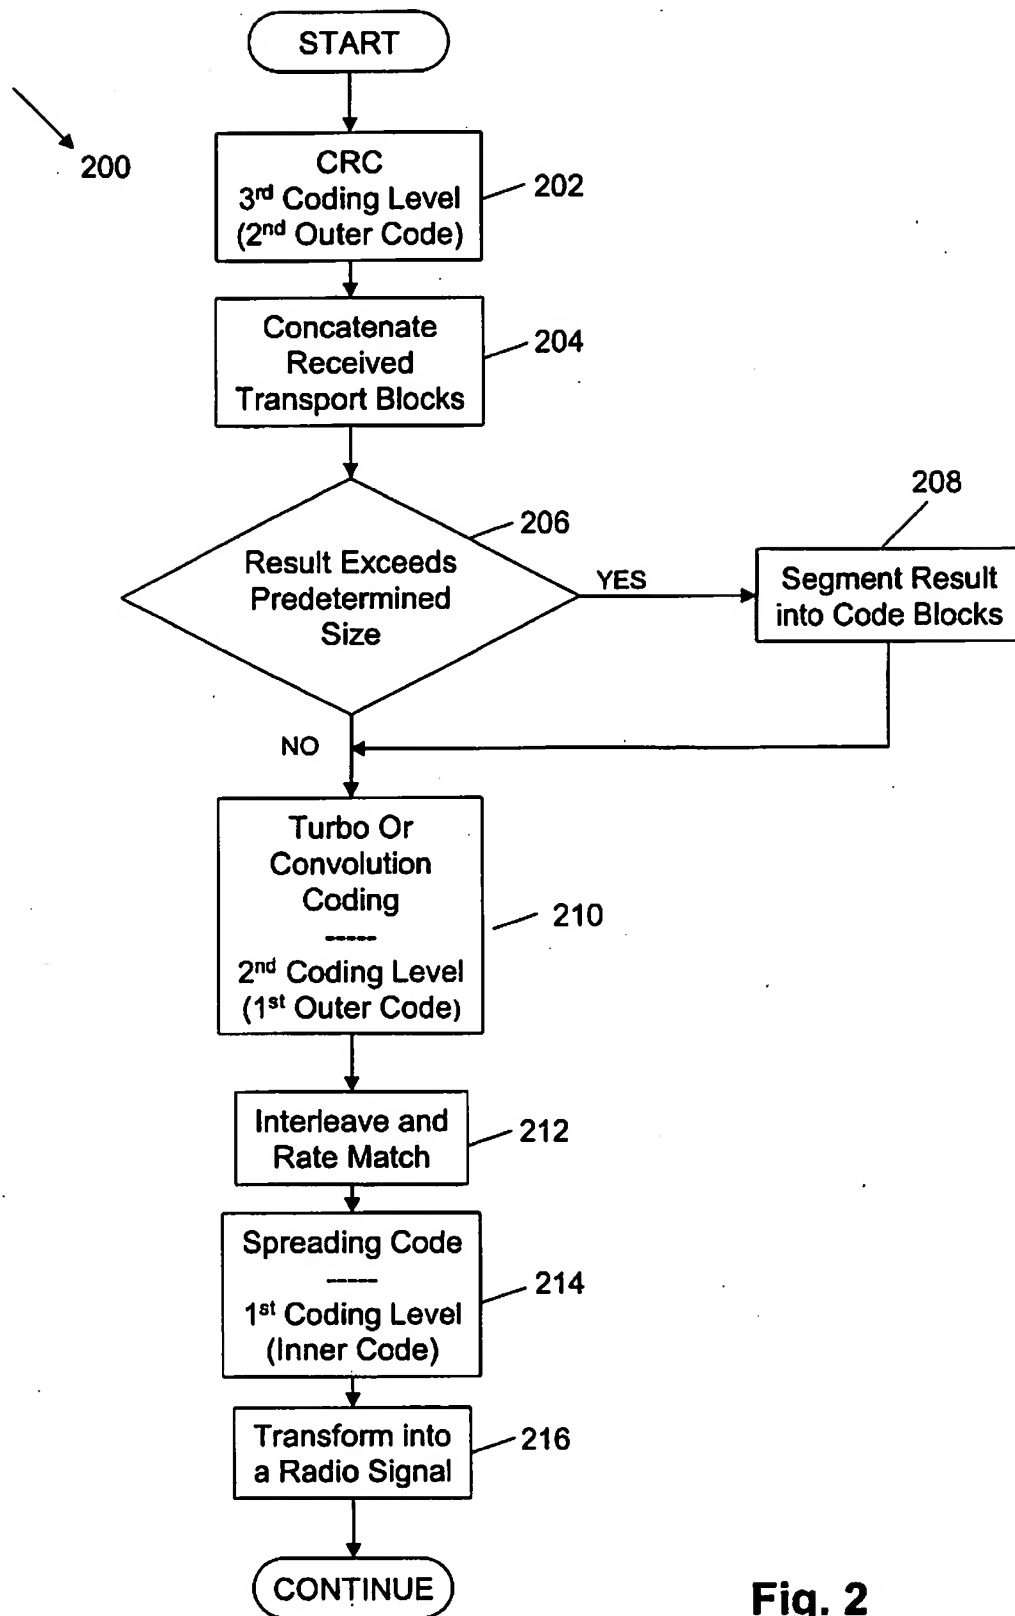 START
200
CRC
3rd Coding Level
(2nd Outer Code)
202
Concatenate
Received
Transport Blocks
204
206
Result Exceeds
Predetermined
Size
YES
208
Segment Result
into Code Blocks
NO
Turbo Or
Convolution
Coding
-----
2nd Coding Level
(1st Outer Code)
210
Interleave and
Rate Match
212
Spreading Code
-----
1st Coding Level
(Inner Code)
214
Transform into
a Radio Signal
216
CONTINUE
Fig. 2